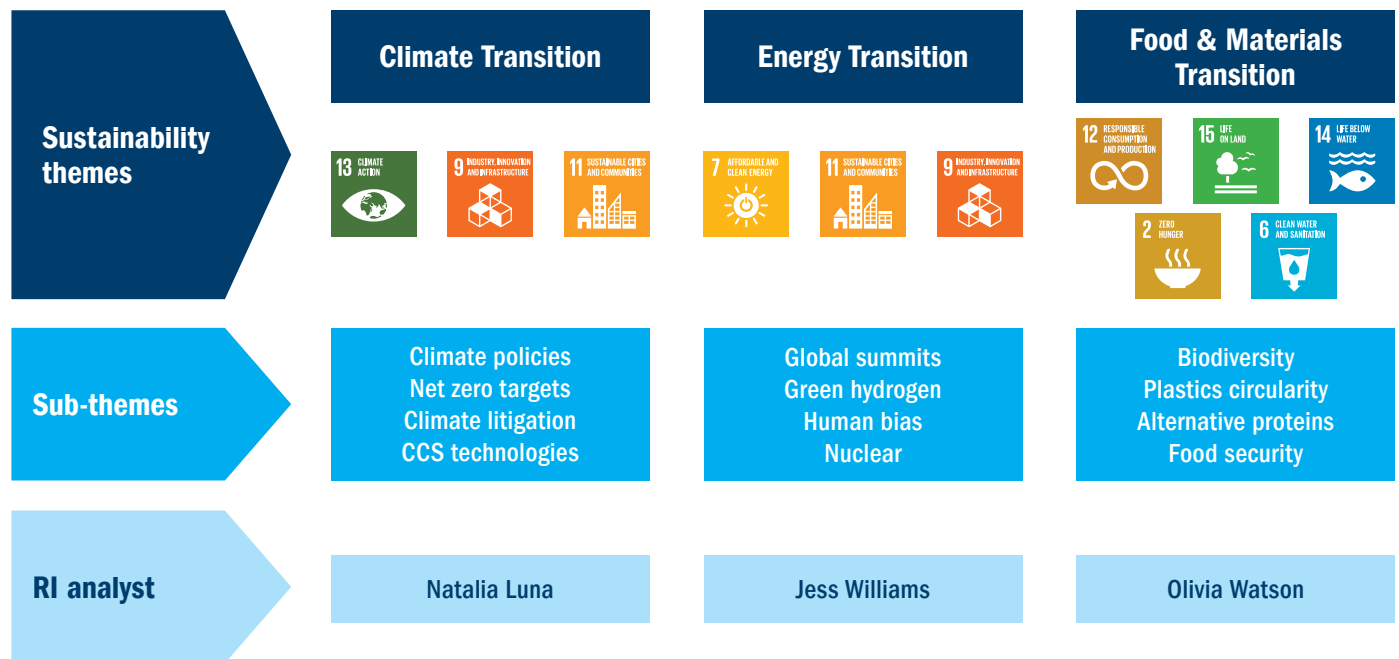 Sustainability
themes
Climate Transition
Energy Transition
Food & Materials
Transition
13 CLIMATE
ACTION
9 INDUSTRY, INNOVATION
AND INFRASTRUCTURE
11 SUSTAINABLE CITIES
AND COMMUNITIES
7 AFFORDABLE AND
CLEAN ENERGY
11 SUSTAINABLE CITIES
AND COMMUNITIES
9 INDUSTRY, INNOVATION
AND INFRASTRUCTURE
12 RESPONSIBLE
CONSUMPTION
AND PRODUCTION
15 LIFE
ON LAND
14 LIFE BELOW
WATER
2 ZERO
HUNGER
6 CLEAN WATER
AND SANITATION
Sub-themes
Climate policies
Net zero targets
Climate litigation
CCS technologies
Global summits
Green hydrogen
Human bias
Nuclear
Biodiversity
Plastics circularity
Alternative proteins
Food security
RI analyst
Natalia Luna
Jess Williams
Olivia Watson